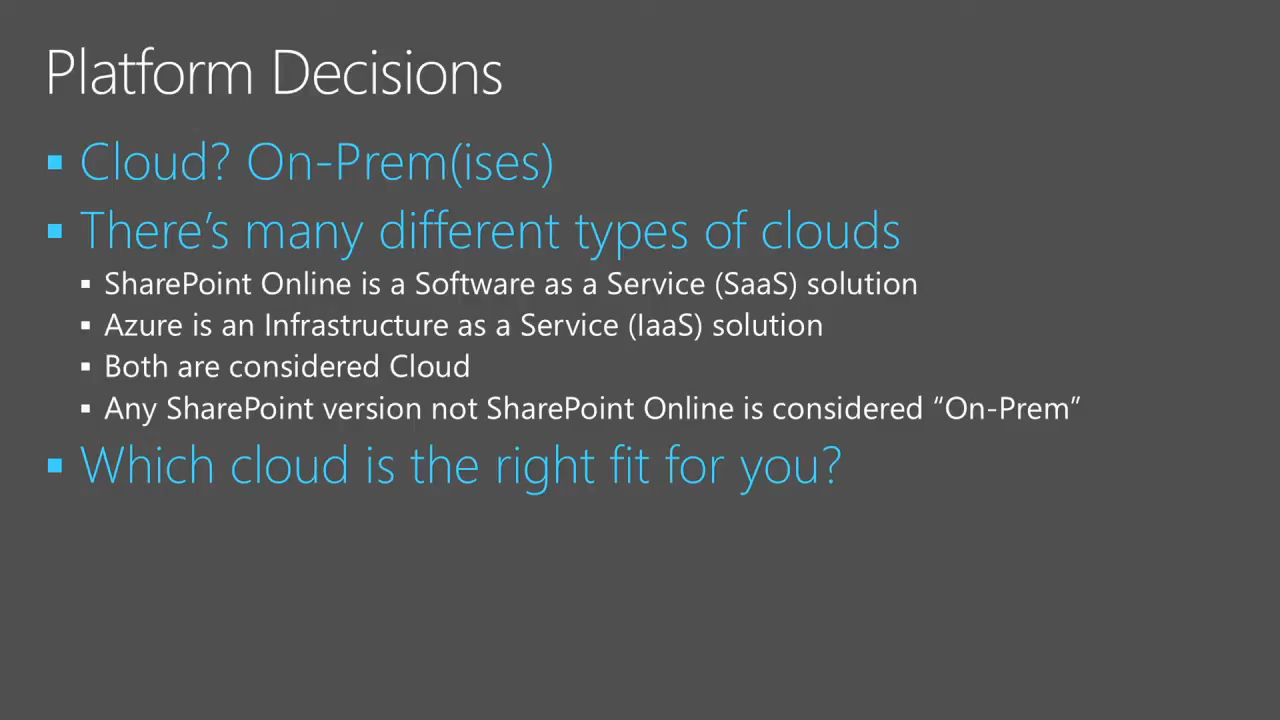 Platform Decisions
▪ Cloud? On-Prem(ises)
▪ There’s many different types of clouds
▪ SharePoint Online is a Software as a Service (SaaS) solution
▪ Azure is an Infrastructure as a Service (IaaS) solution
▪ Both are considered Cloud
▪ Any SharePoint version not SharePoint Online is considered “On-Prem”
▪ Which cloud is the right fit for you?